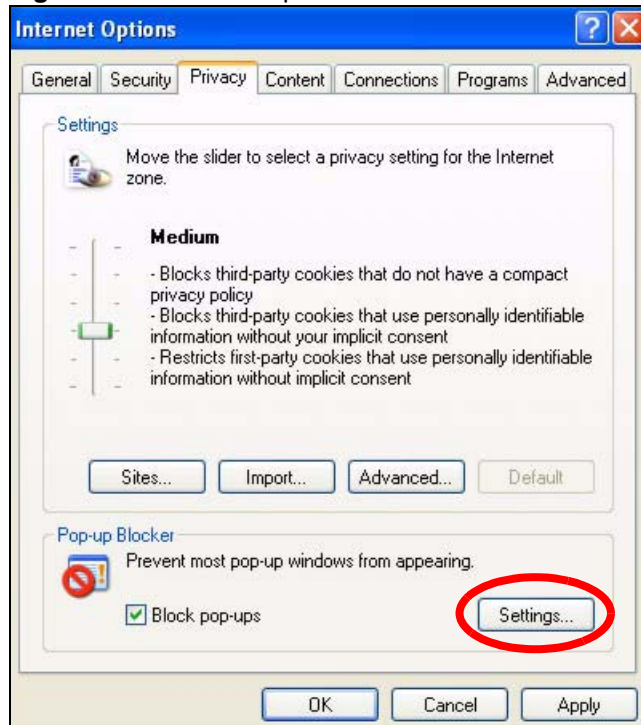 Internet Options
General Security Privacy Content Connections Programs Advanced
Settings
Move the slider to select a privacy setting for the Internet
zone.
Medium
- Blocks third-party cookies that do not have a compact
privacy policy
- Blocks third-party cookies that use personally identifiable
information without your implicit consent
- Restricts first-party cookies that use personally identifiable
information without implicit consent
Sites... Import... Advanced... Default
Pop-up Blocker
Prevent most pop-up windows from appearing.
Block pop-ups Settings...
OK Cancel Apply